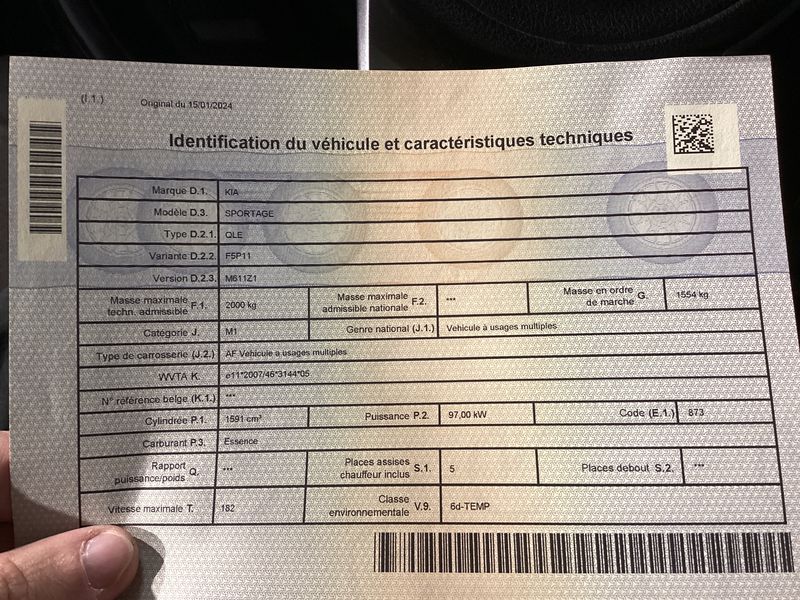 (I.1.) Original du 15/01/2024
Identification du véhicule et caractéristiques techniques
Marque D.1. KIA
Modèle D.3. SPORTAGE
Type D.2.1. QLE
Variante D.2.2. F5P11
Version D.2.3. M611Z1
Masse maximale techn. admissible F.1. 2000 kg Masse maximale admissible nationale F.2. *** Masse en ordre de marche G. 1554 kg
Catégorie J. M1 Genre national (J.1.) Vehicule à usages multiples
Type de carrosserie (J.2.) AF Vehicule à usages multiples
WVTA K. e11*2007/46*3144*05
N° référence belge (K.1.) ***
Cylindrée P.1. 1591 cm³ Puissance P.2. 97,00 kW Code (E.1.) 873
Carburant P.3. Essence
Rapport puissance/poids Q. *** Places assises chauffeur inclus S.1. 5 Places debout S.2. ***
Vitesse maximale T. 182 Classe environnementale V.9. 6d-TEMP